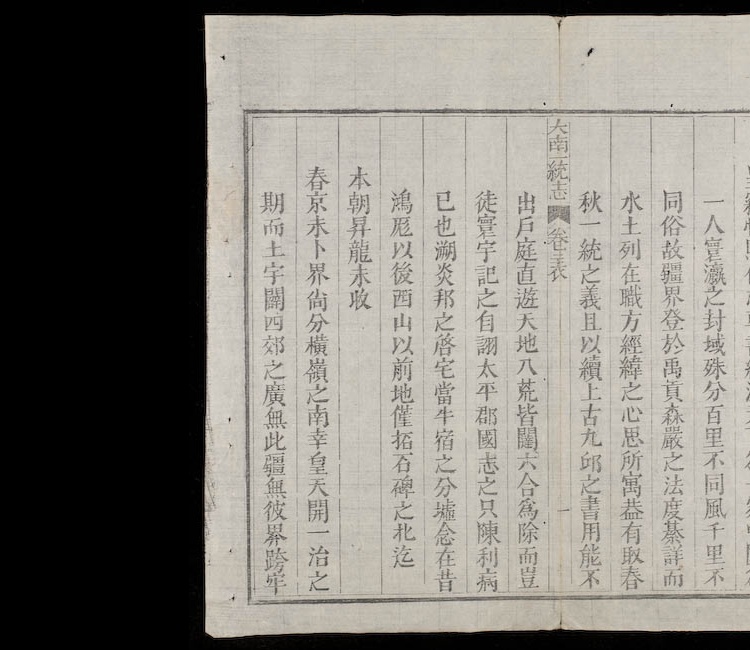 一人寰瀛之封域殊分百里不同風千里不
同俗故疆界登於禹貢森嚴之法度綦詳而
水土列在職方經緯之心思所寓蓋有取春
秋一統之義且以續上古九邱之書用能不
大南一統志 卷之表 一
出戶庭直遊天地八荒皆闥六合為除而豈
徒寰宇記之自詡太平郡國志之只陳利病
已也溯炎邦之啓宅當牛宿之分墟念在昔
鴻厖以後西山以前地僅拓石碑之北迄
本朝昇龍未收
春京未卜界尙分橫嶺之南幸皇天開一治之
期而土宇闢西郊之廣無此疆無彼界跨牢